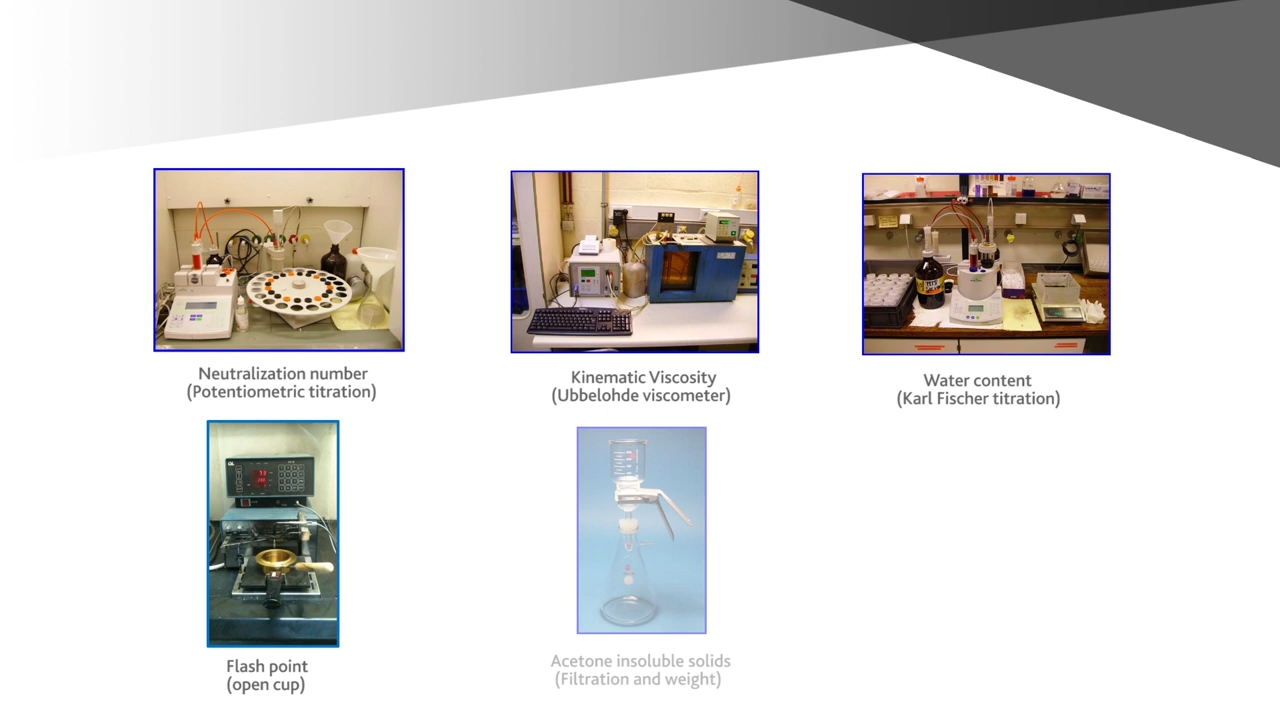 Neutralization number
(Potentiometric titration)
Kinematic Viscosity
(Ubbelohde viscometer)
Water content
(Karl Fischer titration)
Flash point
(open cup)
Acetone insoluble solids
(Filtration and weight)